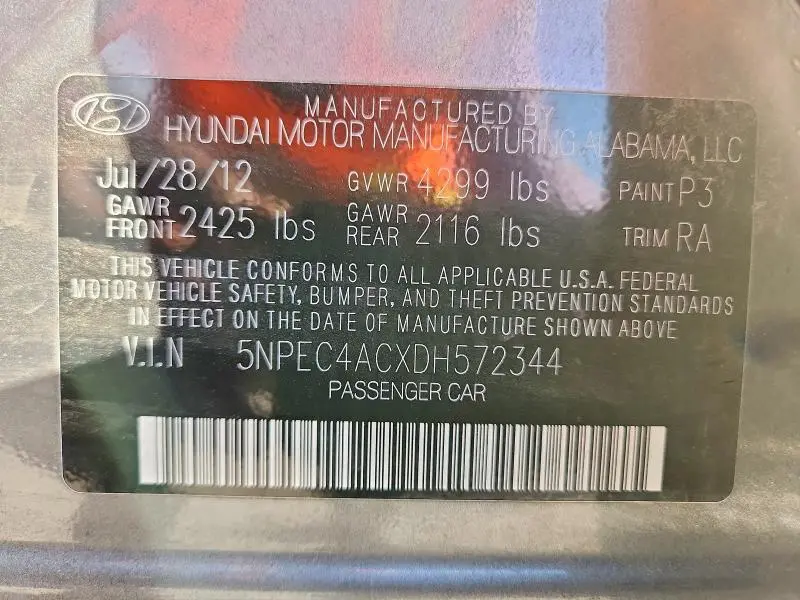 MANUFACTURED BY
HYUNDAI MOTOR MANUFACTURING ALABAMA, LLC
Jul/28/12 GVWR 4299 lbs PAINT P3
GAWR FRONT 2425 lbs GAWR REAR 2116 lbs TRIM RA
THIS VEHICLE CONFORMS TO ALL APPLICABLE U.S.A. FEDERAL
MOTOR VEHICLE SAFETY, BUMPER, AND THEFT PREVENTION STANDARDS
IN EFFECT ON THE DATE OF MANUFACTURE SHOWN ABOVE.
V.I.N 5NPEC4ACXDH572344
PASSENGER CAR